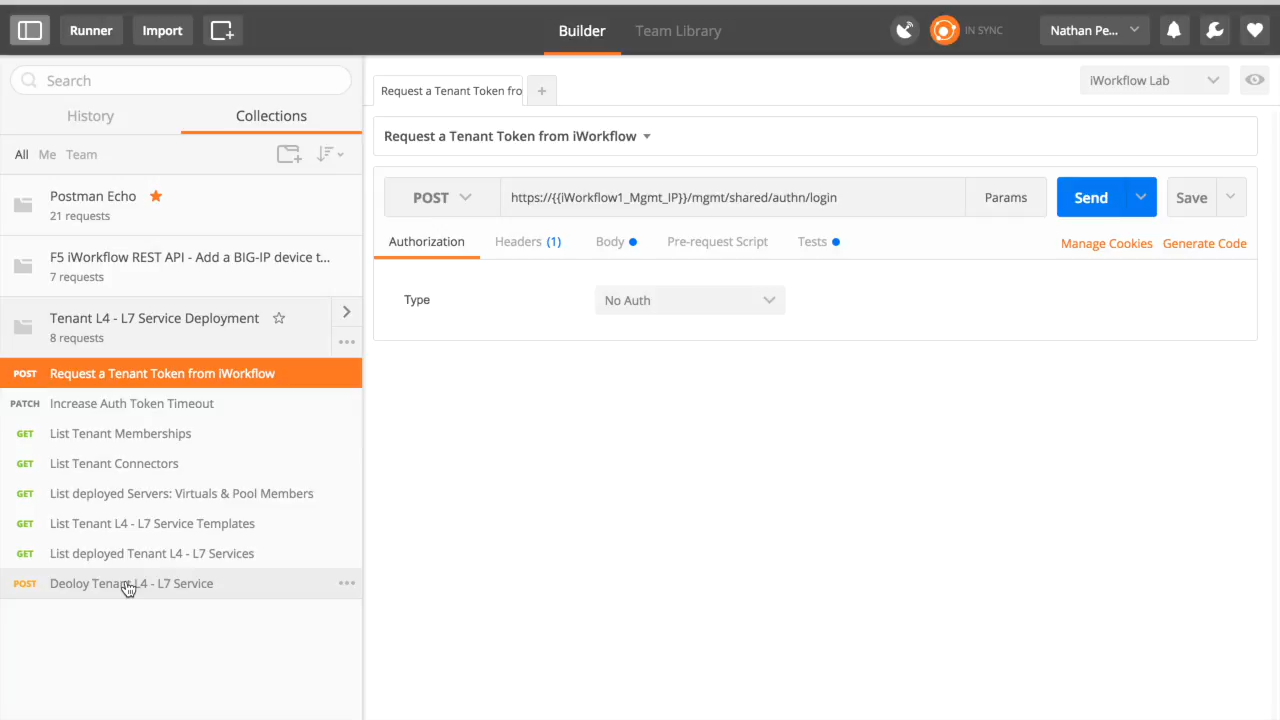 Runner
Import
Builder
Team Library
IN SYNC
Nathan Pe...
Search
History
Collections
All
Me
Team
Postman Echo
21 requests
F5 iWorkflow REST API - Add a BIG-IP device t...
7 requests
Tenant L4 - L7 Service Deployment
8 requests
POST Request a Tenant Token from iWorkflow
PATCH Increase Auth Token Timeout
GET List Tenant Memberships
GET List Tenant Connectors
GET List deployed Servers: Virtuals & Pool Members
GET List Tenant L4 - L7 Service Templates
GET List deployed Tenant L4 - L7 Services
POST Deoloy Tenant L4 - L7 Service
Request a Tenant Token fro
+
iWorkflow Lab
Request a Tenant Token from iWorkflow
POST
https://{{iWorkflow1_Mgmt_IP}}/mgmt/shared/authn/login
Params
Send
Save
Authorization
Headers (1)
Body
Pre-request Script
Tests
Manage Cookies
Generate Code
Type
No Auth